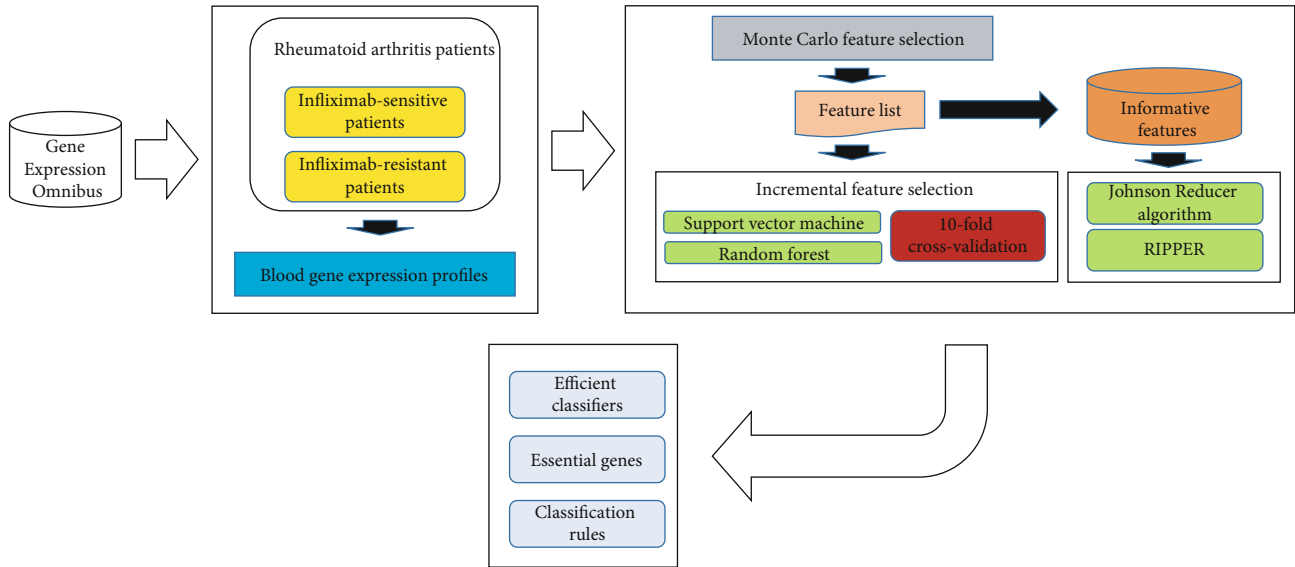 Gene
Expression
Omnibus
Rheumatoid arthritis patients
Infliximab-sensitive
patients
Infliximab-resistant
patients
Blood gene expression profiles
Monte Carlo feature selection
Feature list
Informative
features
Incremental feature selection
Support vector machine
Random forest
10-fold
cross-validation
Johnson Reducer
algorithm
RIPPER
Efficient
classifiers
Essential genes
Classification
rules